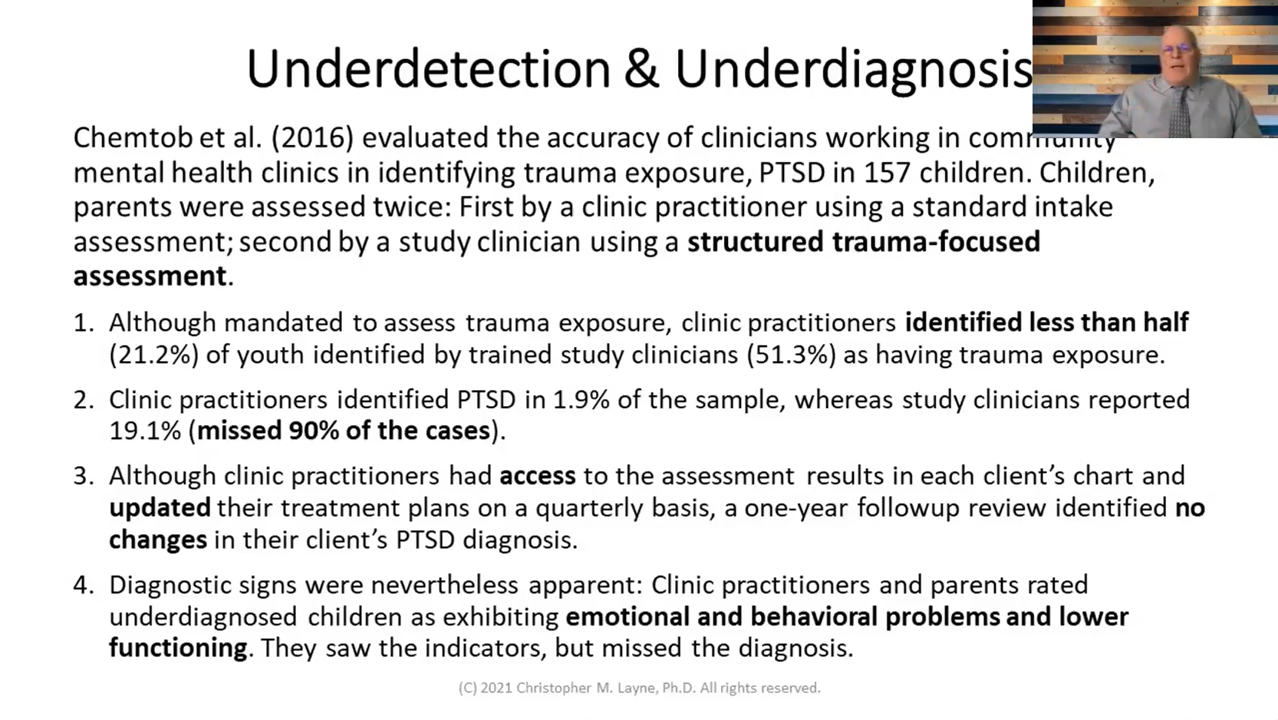 Underdetection & Underdiagnosis
Chemtob et al. (2016) evaluated the accuracy of clinicians working in community
mental health clinics in identifying trauma exposure, PTSD in 157 children. Children,
parents were assessed twice: First by a clinic practitioner using a standard intake
assessment; second by a study clinician using a structured trauma-focused
assessment.
1. Although mandated to assess trauma exposure, clinic practitioners identified less than half
(21.2%) of youth identified by trained study clinicians (51.3%) as having trauma exposure.
2. Clinic practitioners identified PTSD in 1.9% of the sample, whereas study clinicians reported
19.1% (missed 90% of the cases).
3. Although clinic practitioners had access to the assessment results in each client’s chart and
updated their treatment plans on a quarterly basis, a one-year followup review identified no
changes in their client’s PTSD diagnosis.
4. Diagnostic signs were nevertheless apparent: Clinic practitioners and parents rated
underdiagnosed children as exhibiting emotional and behavioral problems and lower
functioning. They saw the indicators, but missed the diagnosis.
(C) 2021 Christopher M. Layne, Ph.D. All rights reserved.